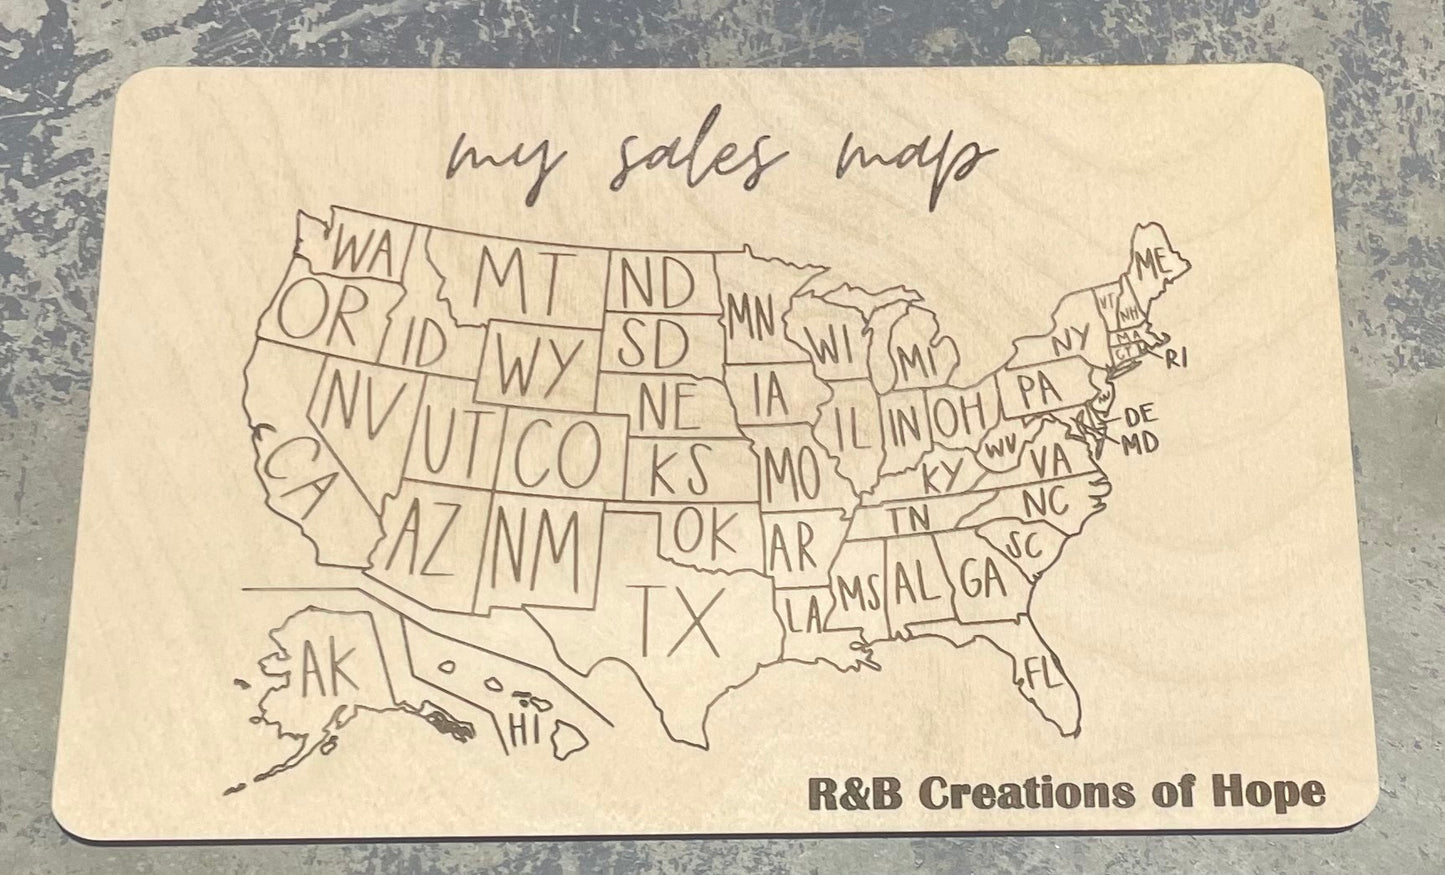 my sales map
WA MT ND ME
OR ID SD MN VT NH
WY WI MI NY MA
NV NE IA PA CT RI
UT CO IL IN OH NJ DE
CA KS MO WV MD
KY VA
AZ NM OK AR TN NC
TX MS AL GA SC
LA
AK HI FL
R&B Creations of Hope